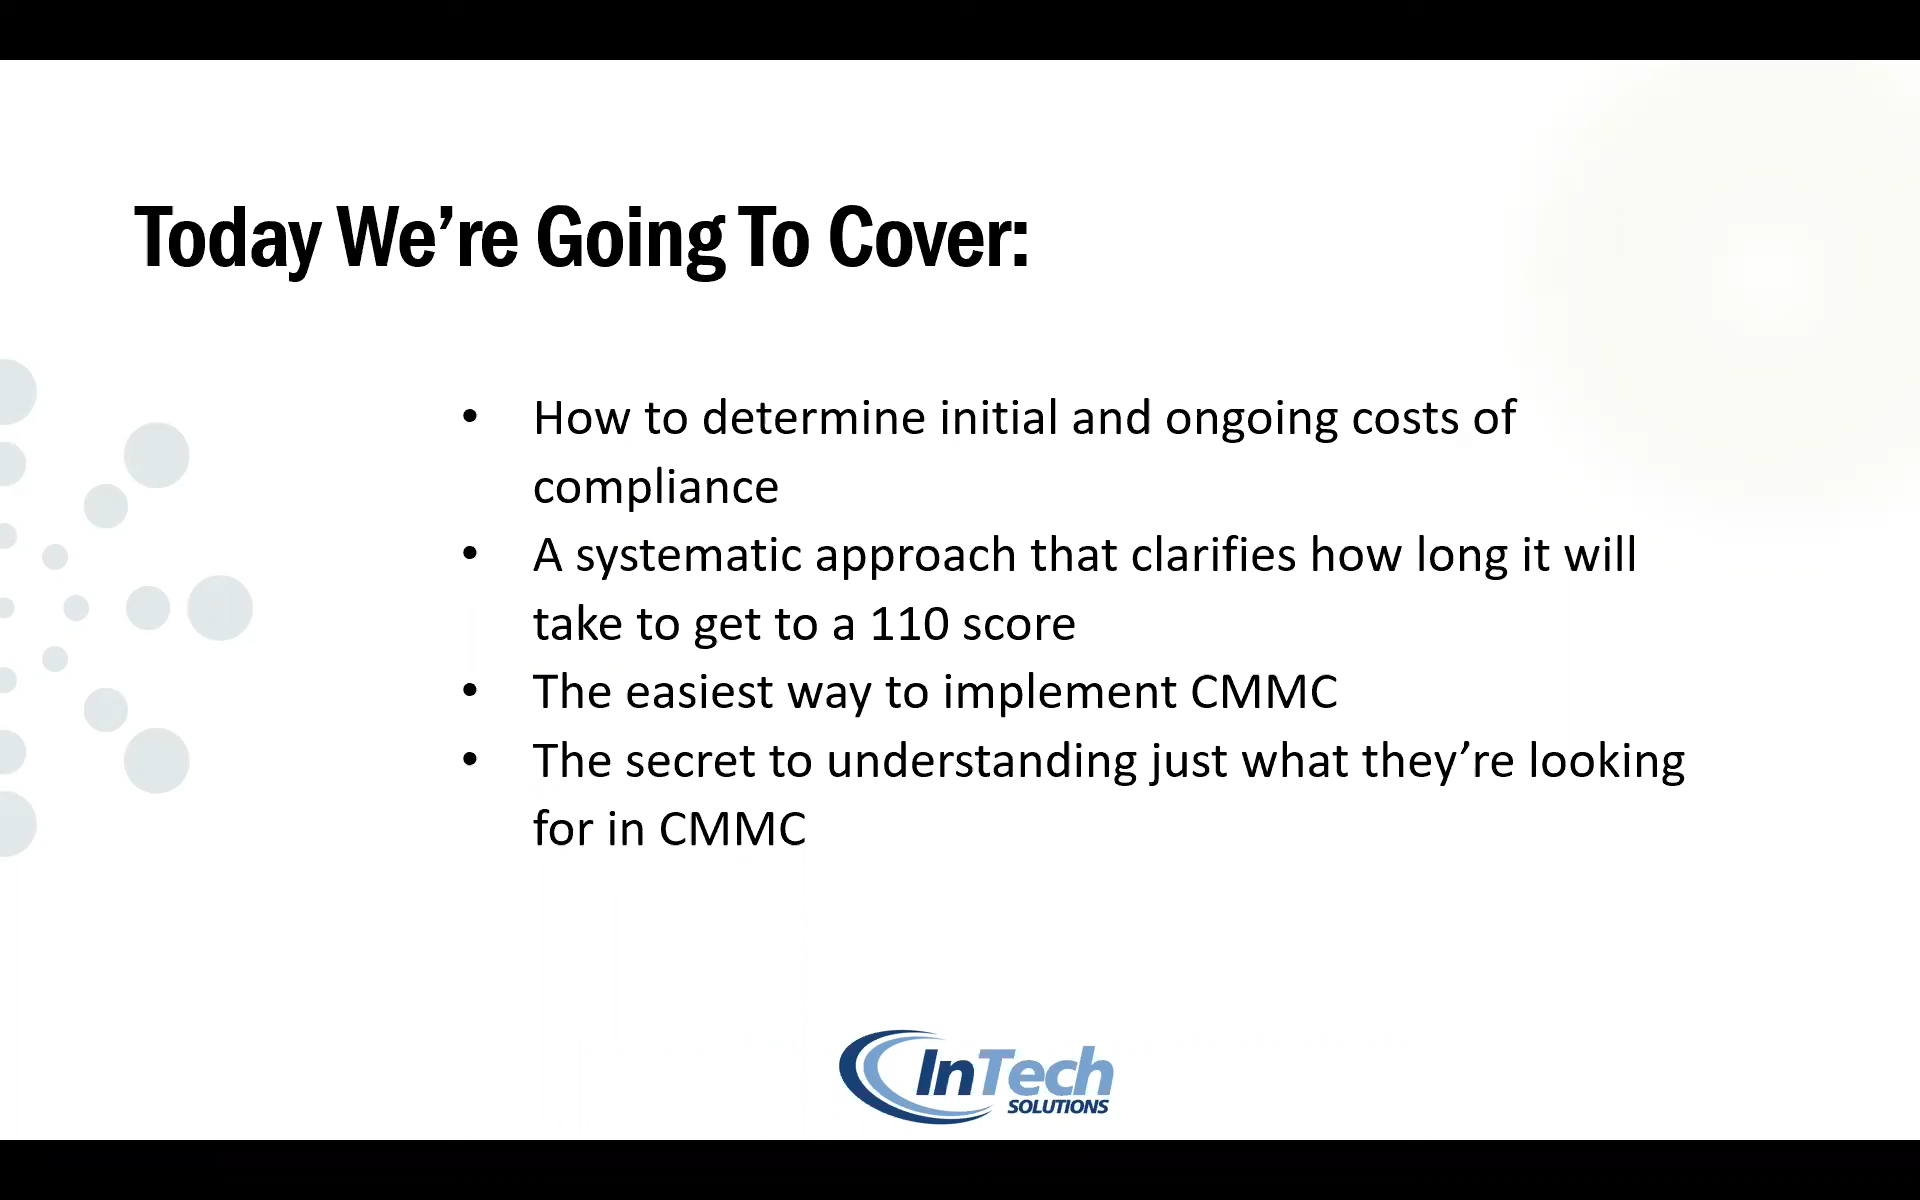 Today We’re Going To Cover:
• How to determine initial and ongoing costs of
compliance
• A systematic approach that clarifies how long it will
take to get to a 110 score
• The easiest way to implement CMMC
• The secret to understanding just what they’re looking
for in CMMC
InTech
SOLUTIONS